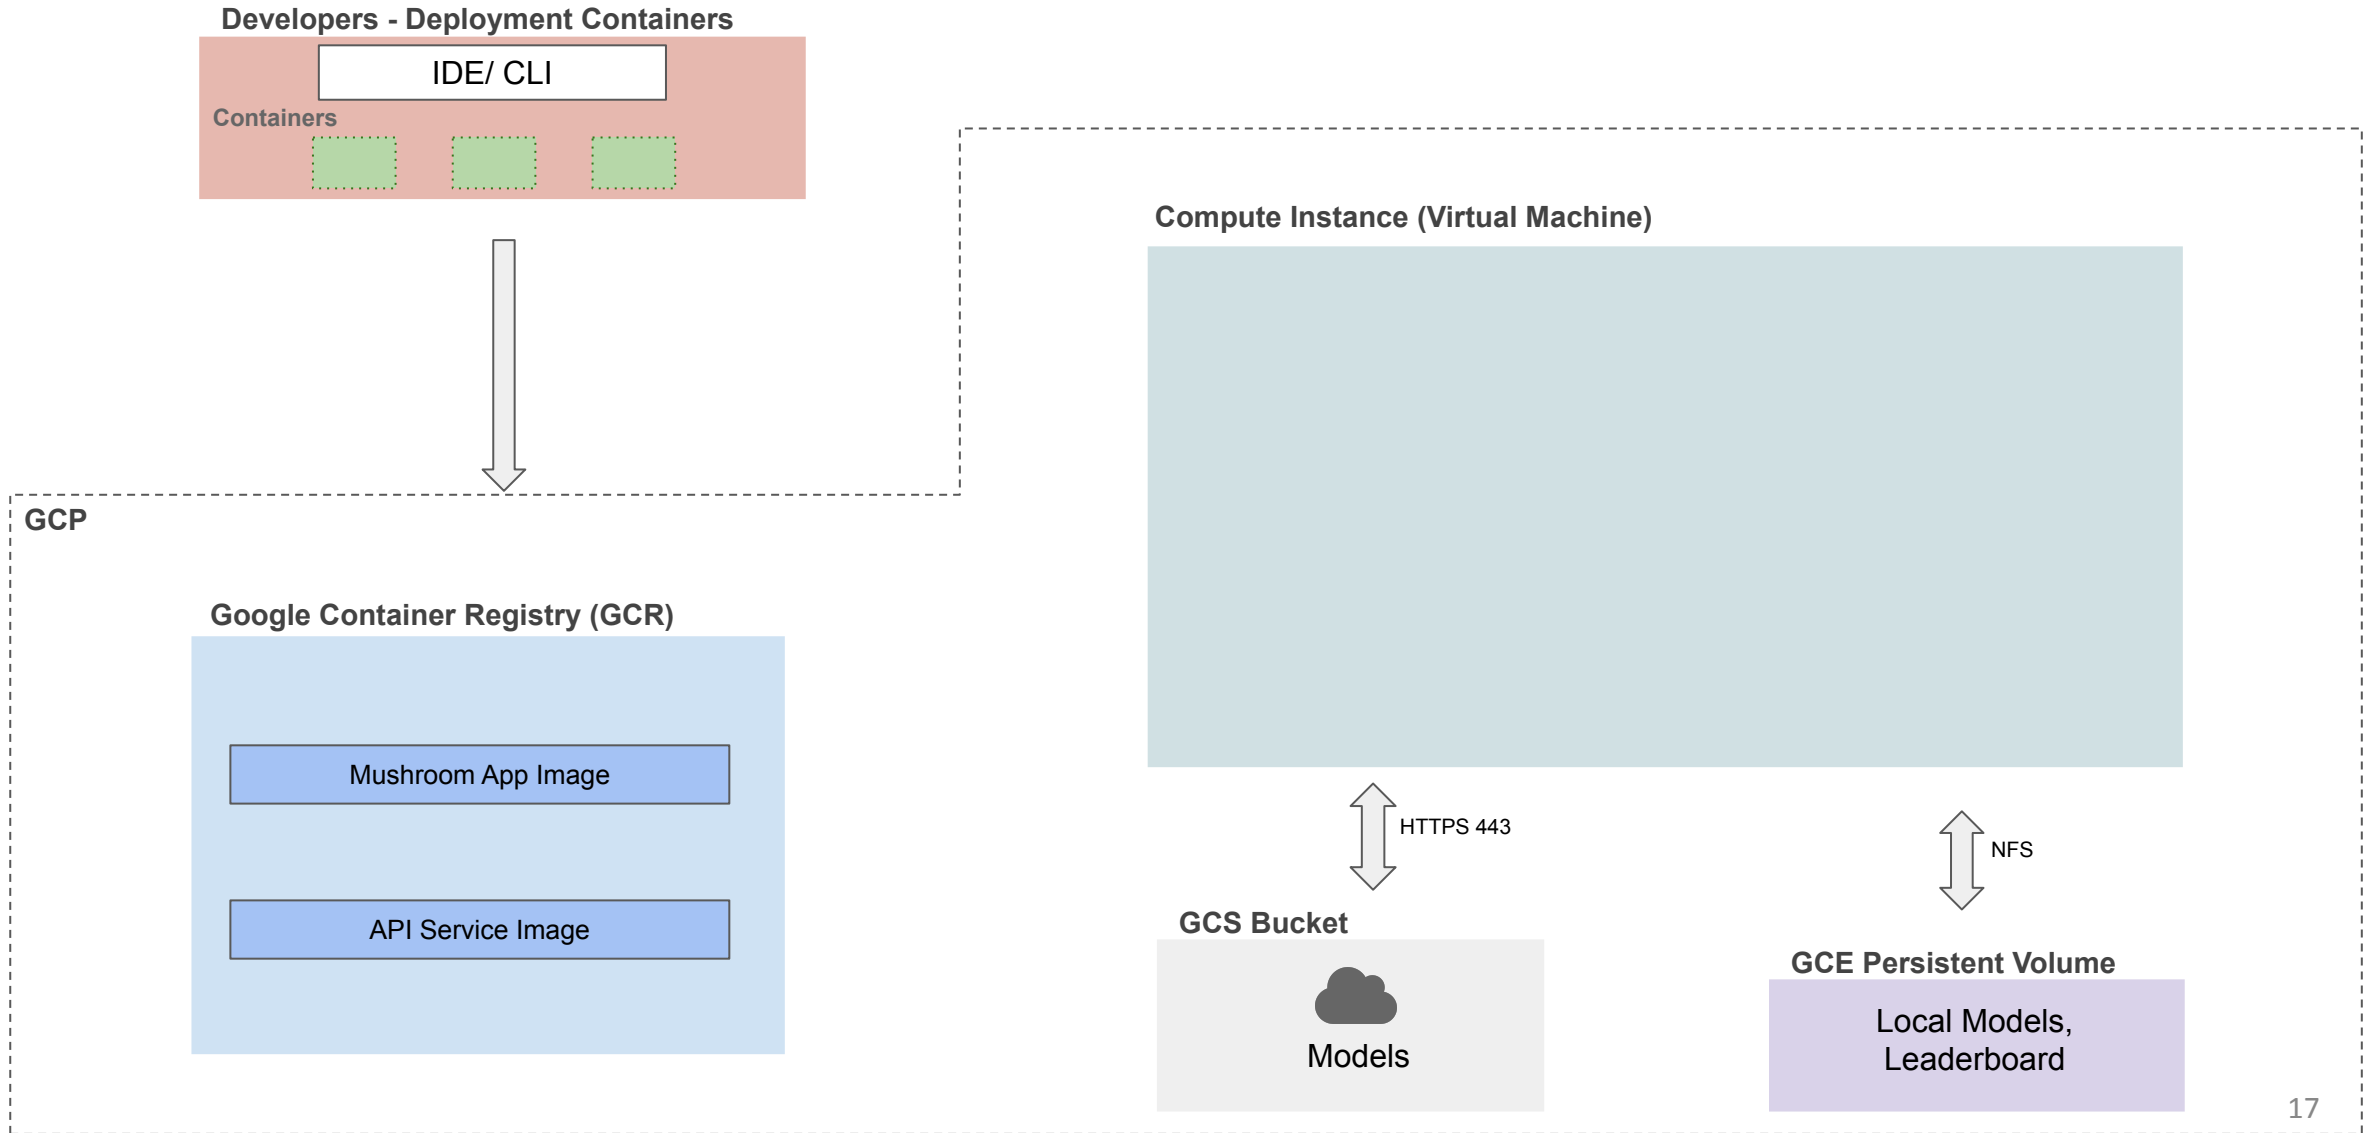 Developers - Deployment Containers
IDE/ CLI
Containers
Compute Instance (Virtual Machine)
GCP
Google Container Registry (GCR)
Mushroom App Image
API Service Image
HTTPS 443
NFS
GCS Bucket
Models
GCE Persistent Volume
Local Models,
Leaderboard
17